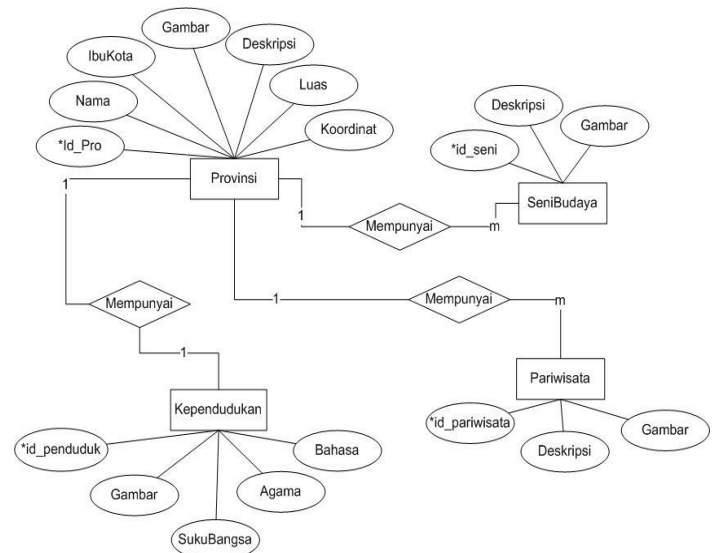 Gambar
IbuKota
Deskripsi
Nama
Luas
*Id_Pro
Koordinat
Provinsi
Deskripsi
Gambar
*id_seni
SeniBudaya
1
1
Mempunyai
m
Mempunyai
1
Mempunyai
m
1
Kependudukan
Pariwisata
*id_penduduk
Bahasa
Gambar
Agama
SukuBangsa
*id_pariwisata
Gambar
Deskripsi